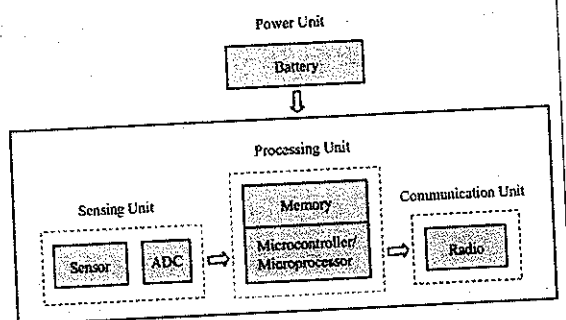 Power Unit
Battery
Processing Unit
Sensing Unit
Memory
Communication Unit
Sensor
ADC
Microcontroller/
Microprocessor
Radio